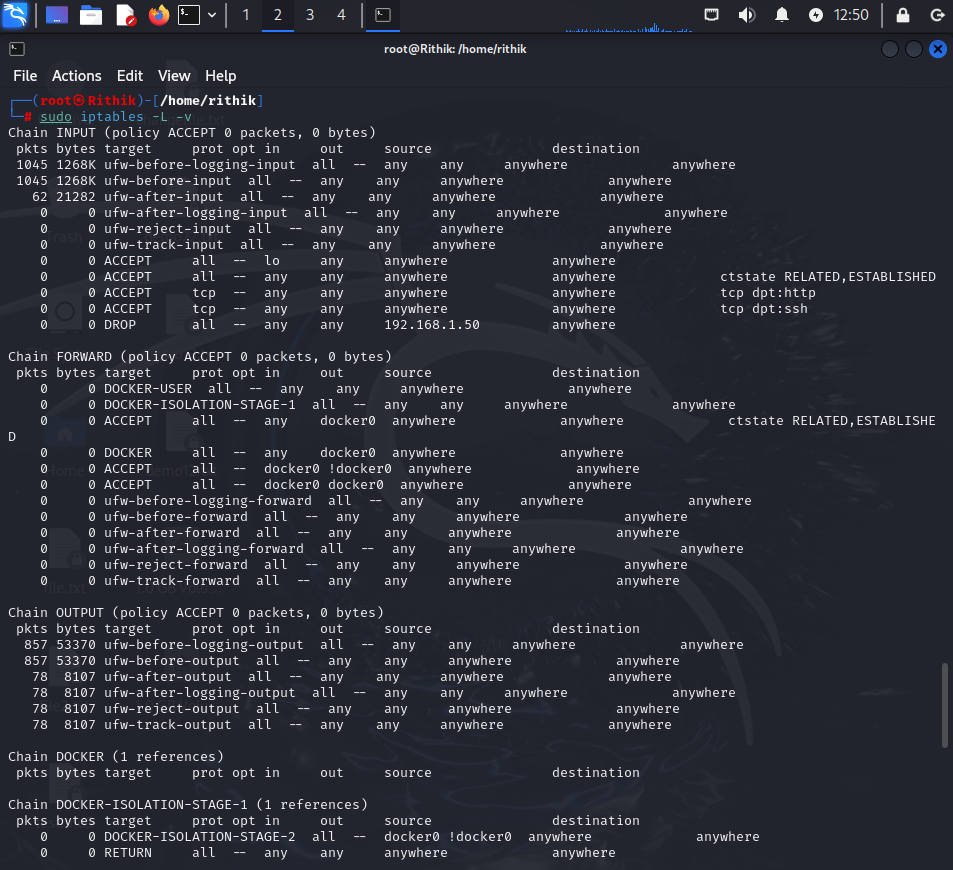 1 2 3 4 12:50
root@Rithik: /home/rithik
File Actions Edit View Help
┌──(root㉿Rithik)-[/home/rithik]
└─# sudo iptables -L -v
Chain INPUT (policy ACCEPT 0 packets, 0 bytes)
 pkts bytes target     prot opt in     out     source               destination
 1045 1268K ufw-before-logging-input  all  --  any    any     anywhere             anywhere
 1045 1268K ufw-before-input  all  --  any    any     anywhere             anywhere
   62 21282 ufw-after-input  all  --  any    any     anywhere             anywhere
    0     0 ufw-after-logging-input  all  --  any    any     anywhere             anywhere
    0     0 ufw-reject-input  all  --  any    any     anywhere             anywhere
    0     0 ufw-track-input  all  --  any    any     anywhere             anywhere
    0     0 ACCEPT     all  --  lo     any     anywhere             anywhere
    0     0 ACCEPT     all  --  any    any     anywhere             anywhere             ctstate RELATED,ESTABLISHED
    0     0 ACCEPT     tcp  --  any    any     anywhere             anywhere             tcp dpt:http
    0     0 ACCEPT     tcp  --  any    any     anywhere             anywhere             tcp dpt:ssh
    0     0 DROP       all  --  any    any     192.168.1.50         anywhere

Chain FORWARD (policy ACCEPT 0 packets, 0 bytes)
 pkts bytes target     prot opt in     out     source               destination
    0     0 DOCKER-USER  all  --  any    any     anywhere             anywhere
    0     0 DOCKER-ISOLATION-STAGE-1  all  --  any    any     anywhere             anywhere
    0     0 ACCEPT     all  --  any    docker0  anywhere             anywhere             ctstate RELATED,ESTABLISHE
D
    0     0 DOCKER     all  --  any    docker0  anywhere             anywhere
    0     0 ACCEPT     all  --  docker0 !docker0  anywhere             anywhere
    0     0 ACCEPT     all  --  docker0 docker0  anywhere             anywhere
    0     0 ufw-before-logging-forward  all  --  any    any     anywhere             anywhere
    0     0 ufw-before-forward  all  --  any    any     anywhere             anywhere
    0     0 ufw-after-forward  all  --  any    any     anywhere             anywhere
    0     0 ufw-after-logging-forward  all  --  any    any     anywhere             anywhere
    0     0 ufw-reject-forward  all  --  any    any     anywhere             anywhere
    0     0 ufw-track-forward  all  --  any    any     anywhere             anywhere

Chain OUTPUT (policy ACCEPT 0 packets, 0 bytes)
 pkts bytes target     prot opt in     out     source               destination
  857 53370 ufw-before-logging-output  all  --  any    any     anywhere             anywhere
  857 53370 ufw-before-output  all  --  any    any     anywhere             anywhere
   78  8107 ufw-after-output  all  --  any    any     anywhere             anywhere
   78  8107 ufw-after-logging-output  all  --  any    any     anywhere             anywhere
   78  8107 ufw-reject-output  all  --  any    any     anywhere             anywhere
   78  8107 ufw-track-output  all  --  any    any     anywhere             anywhere

Chain DOCKER (1 references)
 pkts bytes target     prot opt in     out     source               destination

Chain DOCKER-ISOLATION-STAGE-1 (1 references)
 pkts bytes target     prot opt in     out     source               destination
    0     0 DOCKER-ISOLATION-STAGE-2  all  --  docker0 !docker0  anywhere             anywhere
    0     0 RETURN     all  --  any    any     anywhere             anywhere